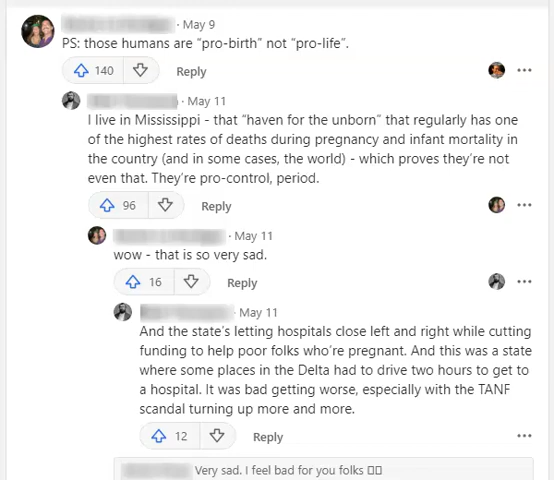 · May 9
PS: those humans are “pro-birth” not “pro-life”.
140 Reply
· May 11
I live in Mississippi - that “haven for the unborn” that regularly has one
of the highest rates of deaths during pregnancy and infant mortality in
the country (and in some cases, the world) - which proves they’re not
even that. They’re pro-control, period.
96 Reply
· May 11
wow - that is so very sad.
16 Reply
· May 11
And the state’s letting hospitals close left and right while cutting
funding to help poor folks who’re pregnant. And this was a state
where some places in the Delta had to drive two hours to get to
a hospital. It was bad getting worse, especially with the TANF
scandal turning up more and more.
12 Reply
Very sad. I feel bad for you folks